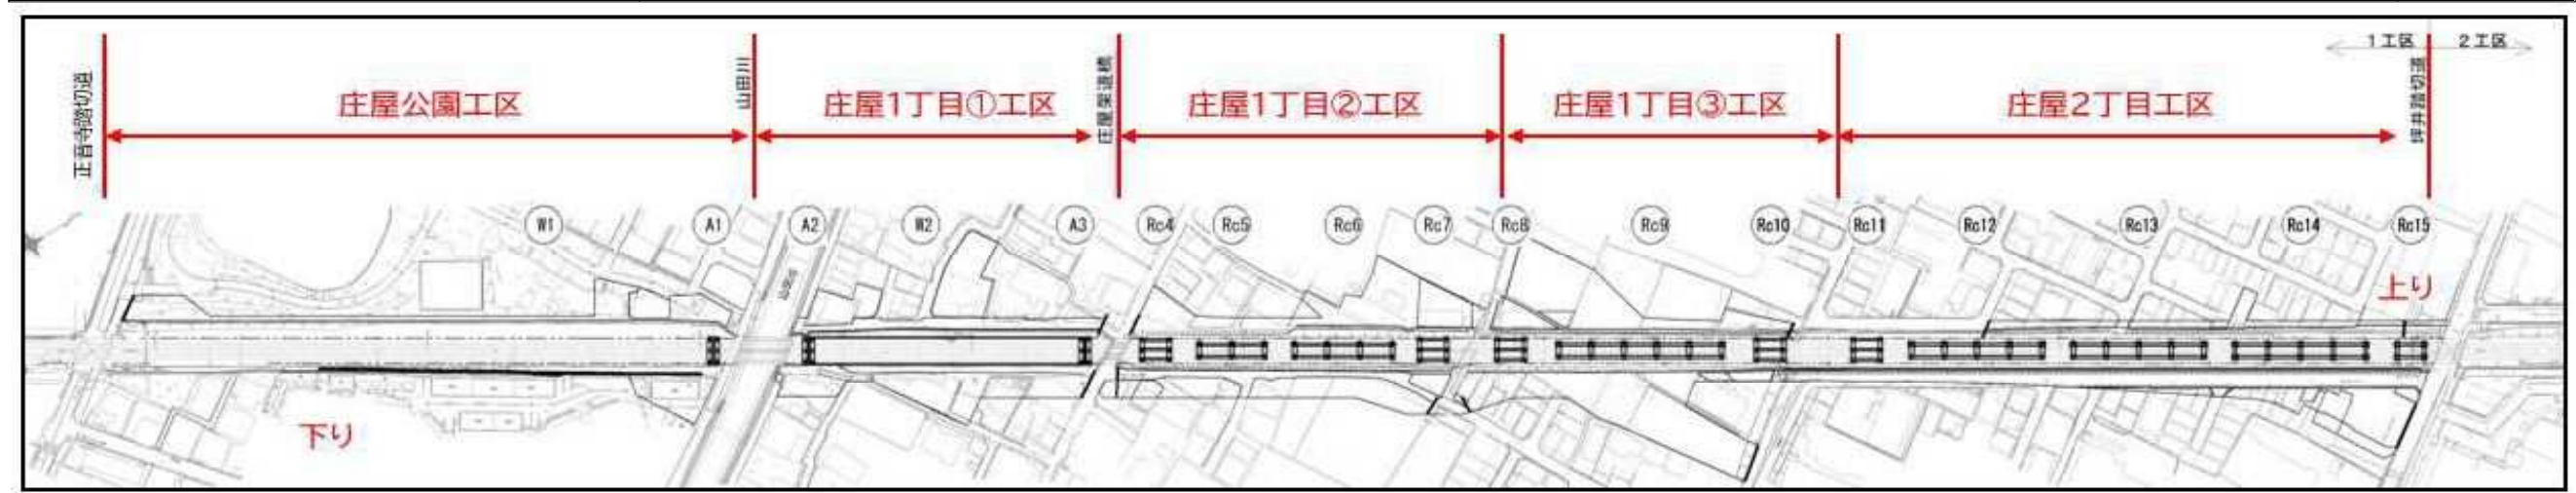 1工区 2工区
正音寺踏切道
庄屋公園工区
山田川
庄屋1丁目①工区
庄屋架道橋
庄屋1丁目②工区
庄屋1丁目③工区
庄屋2丁目工区
坪井踏切道
W1 A1 A2 W2 A3 Rc4 Rc5 Rc6 Rc7 Rc8 Rc9 Rc10 Rc11 Rc12 Rc13 Rc14 Rc15
上り
下り